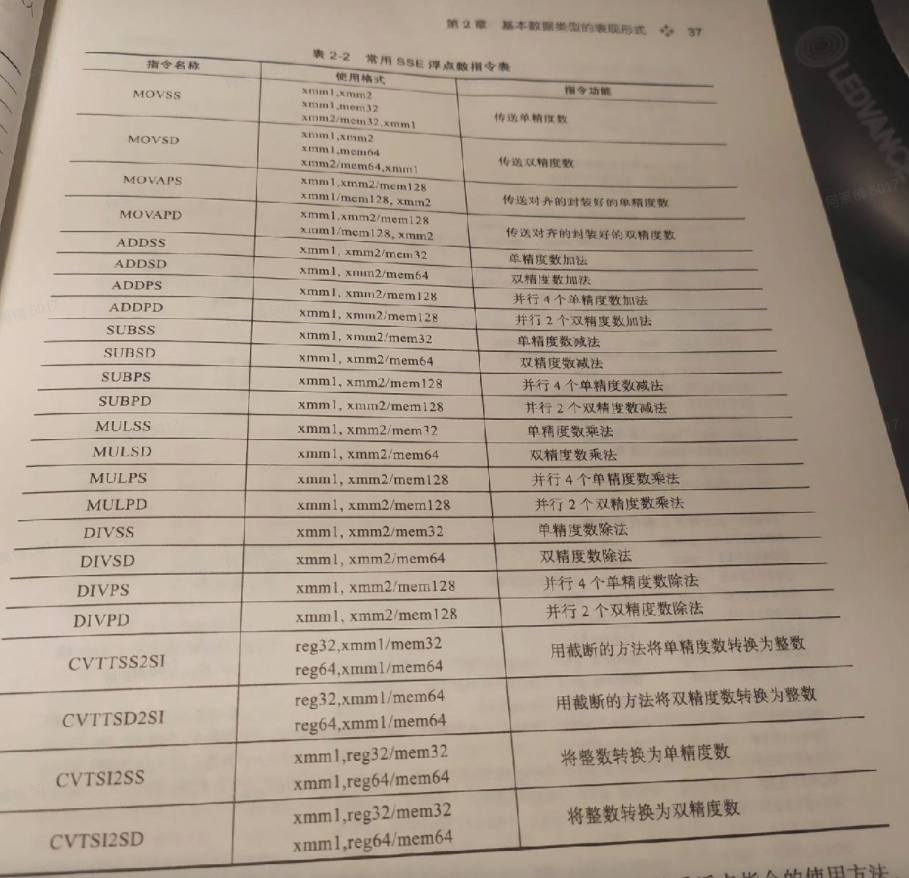 第 2 章 基本数据类型的表现形式 37
表 2-2 常用 SSE 浮点数指令表
指令名称 使用格式 指令功能
MOVSS xmm1,xmm2 传送单精度数
xmm1,mem32
xmm2/mem32,xmm1
MOVSD xmm1,xmm2 传送双精度数
xmm1,mem64
xmm2/mem64,xmm1
MOVAPS xmm1,xmm2/mem128 传送对齐的封装好的单精度数
xmm1/mem128, xmm2
MOVAPD xmm1,xmm2/mem128 传送对齐的封装好的双精度数
xmm1/mem128, xmm2
ADDSS xmm1, xmm2/mem32 单精度数加法
ADDSD xmm1, xmm2/mem64 双精度数加法
ADDPS xmm1, xmm2/mem128 并行 4 个单精度数加法
ADDPD xmm1, xmm2/mem128 并行 2 个双精度数加法
SUBSS xmm1, xmm2/mem32 单精度数减法
SUBSD xmm1, xmm2/mem64 双精度数减法
SUBPS xmm1, xmm2/mem128 并行 4 个单精度数减法
SUBPD xmm1, xmm2/mem128 并行 2 个双精度数减法
MULSS xmm1, xmm2/mem32 单精度数乘法
MULSD xmm1, xmm2/mem64 双精度数乘法
MULPS xmm1, xmm2/mem128 并行 4 个单精度数乘法
MULPD xmm1, xmm2/mem128 并行 2 个双精度数乘法
DIVSS xmm1, xmm2/mem32 单精度数除法
DIVSD xmm1, xmm2/mem64 双精度数除法
DIVPS xmm1, xmm2/mem128 并行 4 个单精度数除法
DIVPD xmm1, xmm2/mem128 并行 2 个双精度数除法
CVTTSS2SI reg32,xmm1/mem32 用截断的方法将单精度数转换为整数
reg64,xmm1/mem64
CVTTSD2SI reg32,xmm1/mem64 用截断的方法将双精度数转换为整数
reg64,xmm1/mem64
CVTSI2SS xmm1,reg32/mem32 将整数转换为单精度数
xmm1,reg64/mem64
CVTSI2SD xmm1,reg32/mem32 将整数转换为双精度数
xmm1,reg64/mem64
点指令的使用方法
LEDVANCE
5017